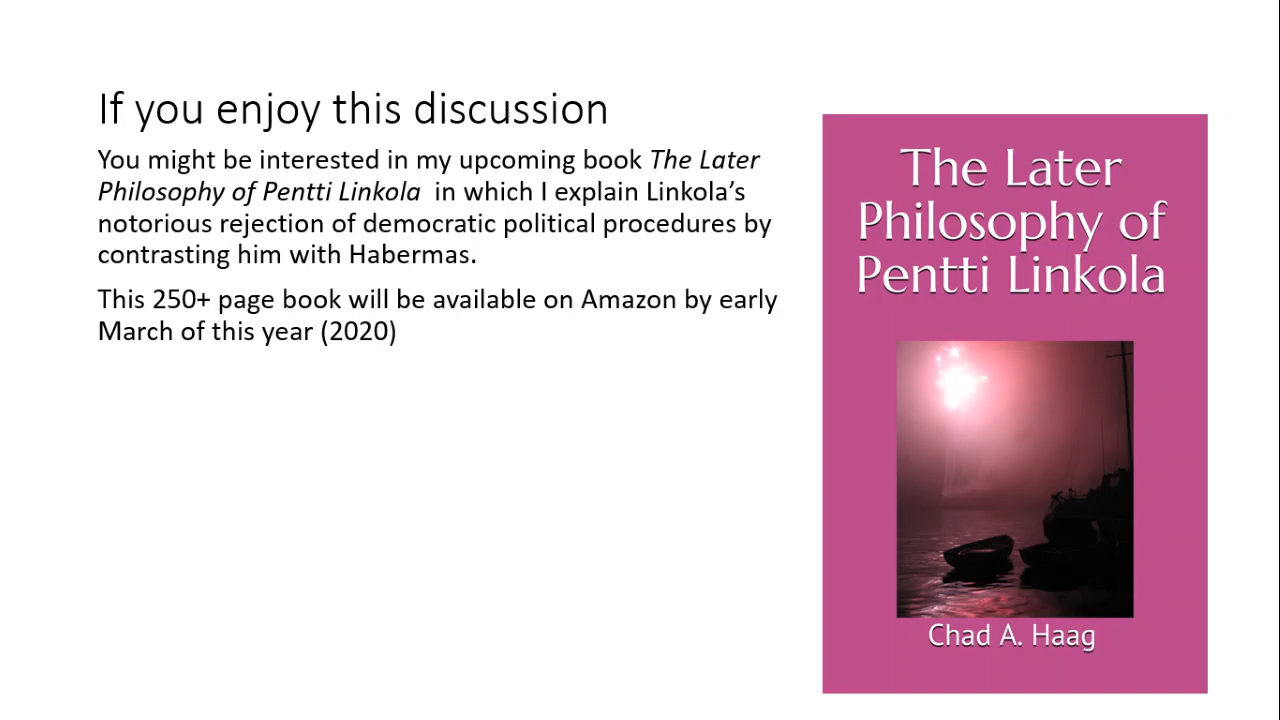 If you enjoy this discussion
You might be interested in my upcoming book The Later
Philosophy of Pentti Linkola in which I explain Linkola’s
notorious rejection of democratic political procedures by
contrasting him with Habermas.
This 250+ page book will be available on Amazon by early
March of this year (2020)
The Later
Philosophy of
Pentti Linkola
Chad A. Haag